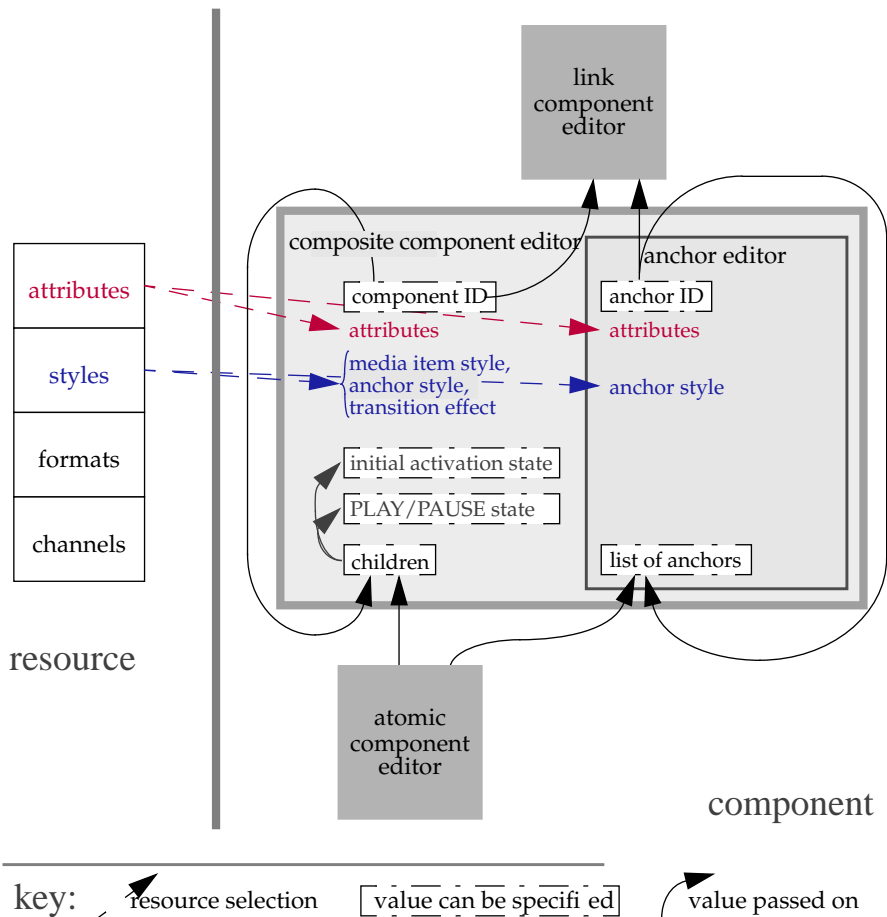 link
component
editor
composite component editor
anchor editor
component ID
anchor ID
attributes
attributes
attributes
styles
media item style,
anchor style,
transition effect
anchor style
formats
initial activation state
PLAY/PAUSE state
channels
children
list of anchors
resource
atomic
component
editor
component
key:
resource selection
value can be specifi ed
value passed on